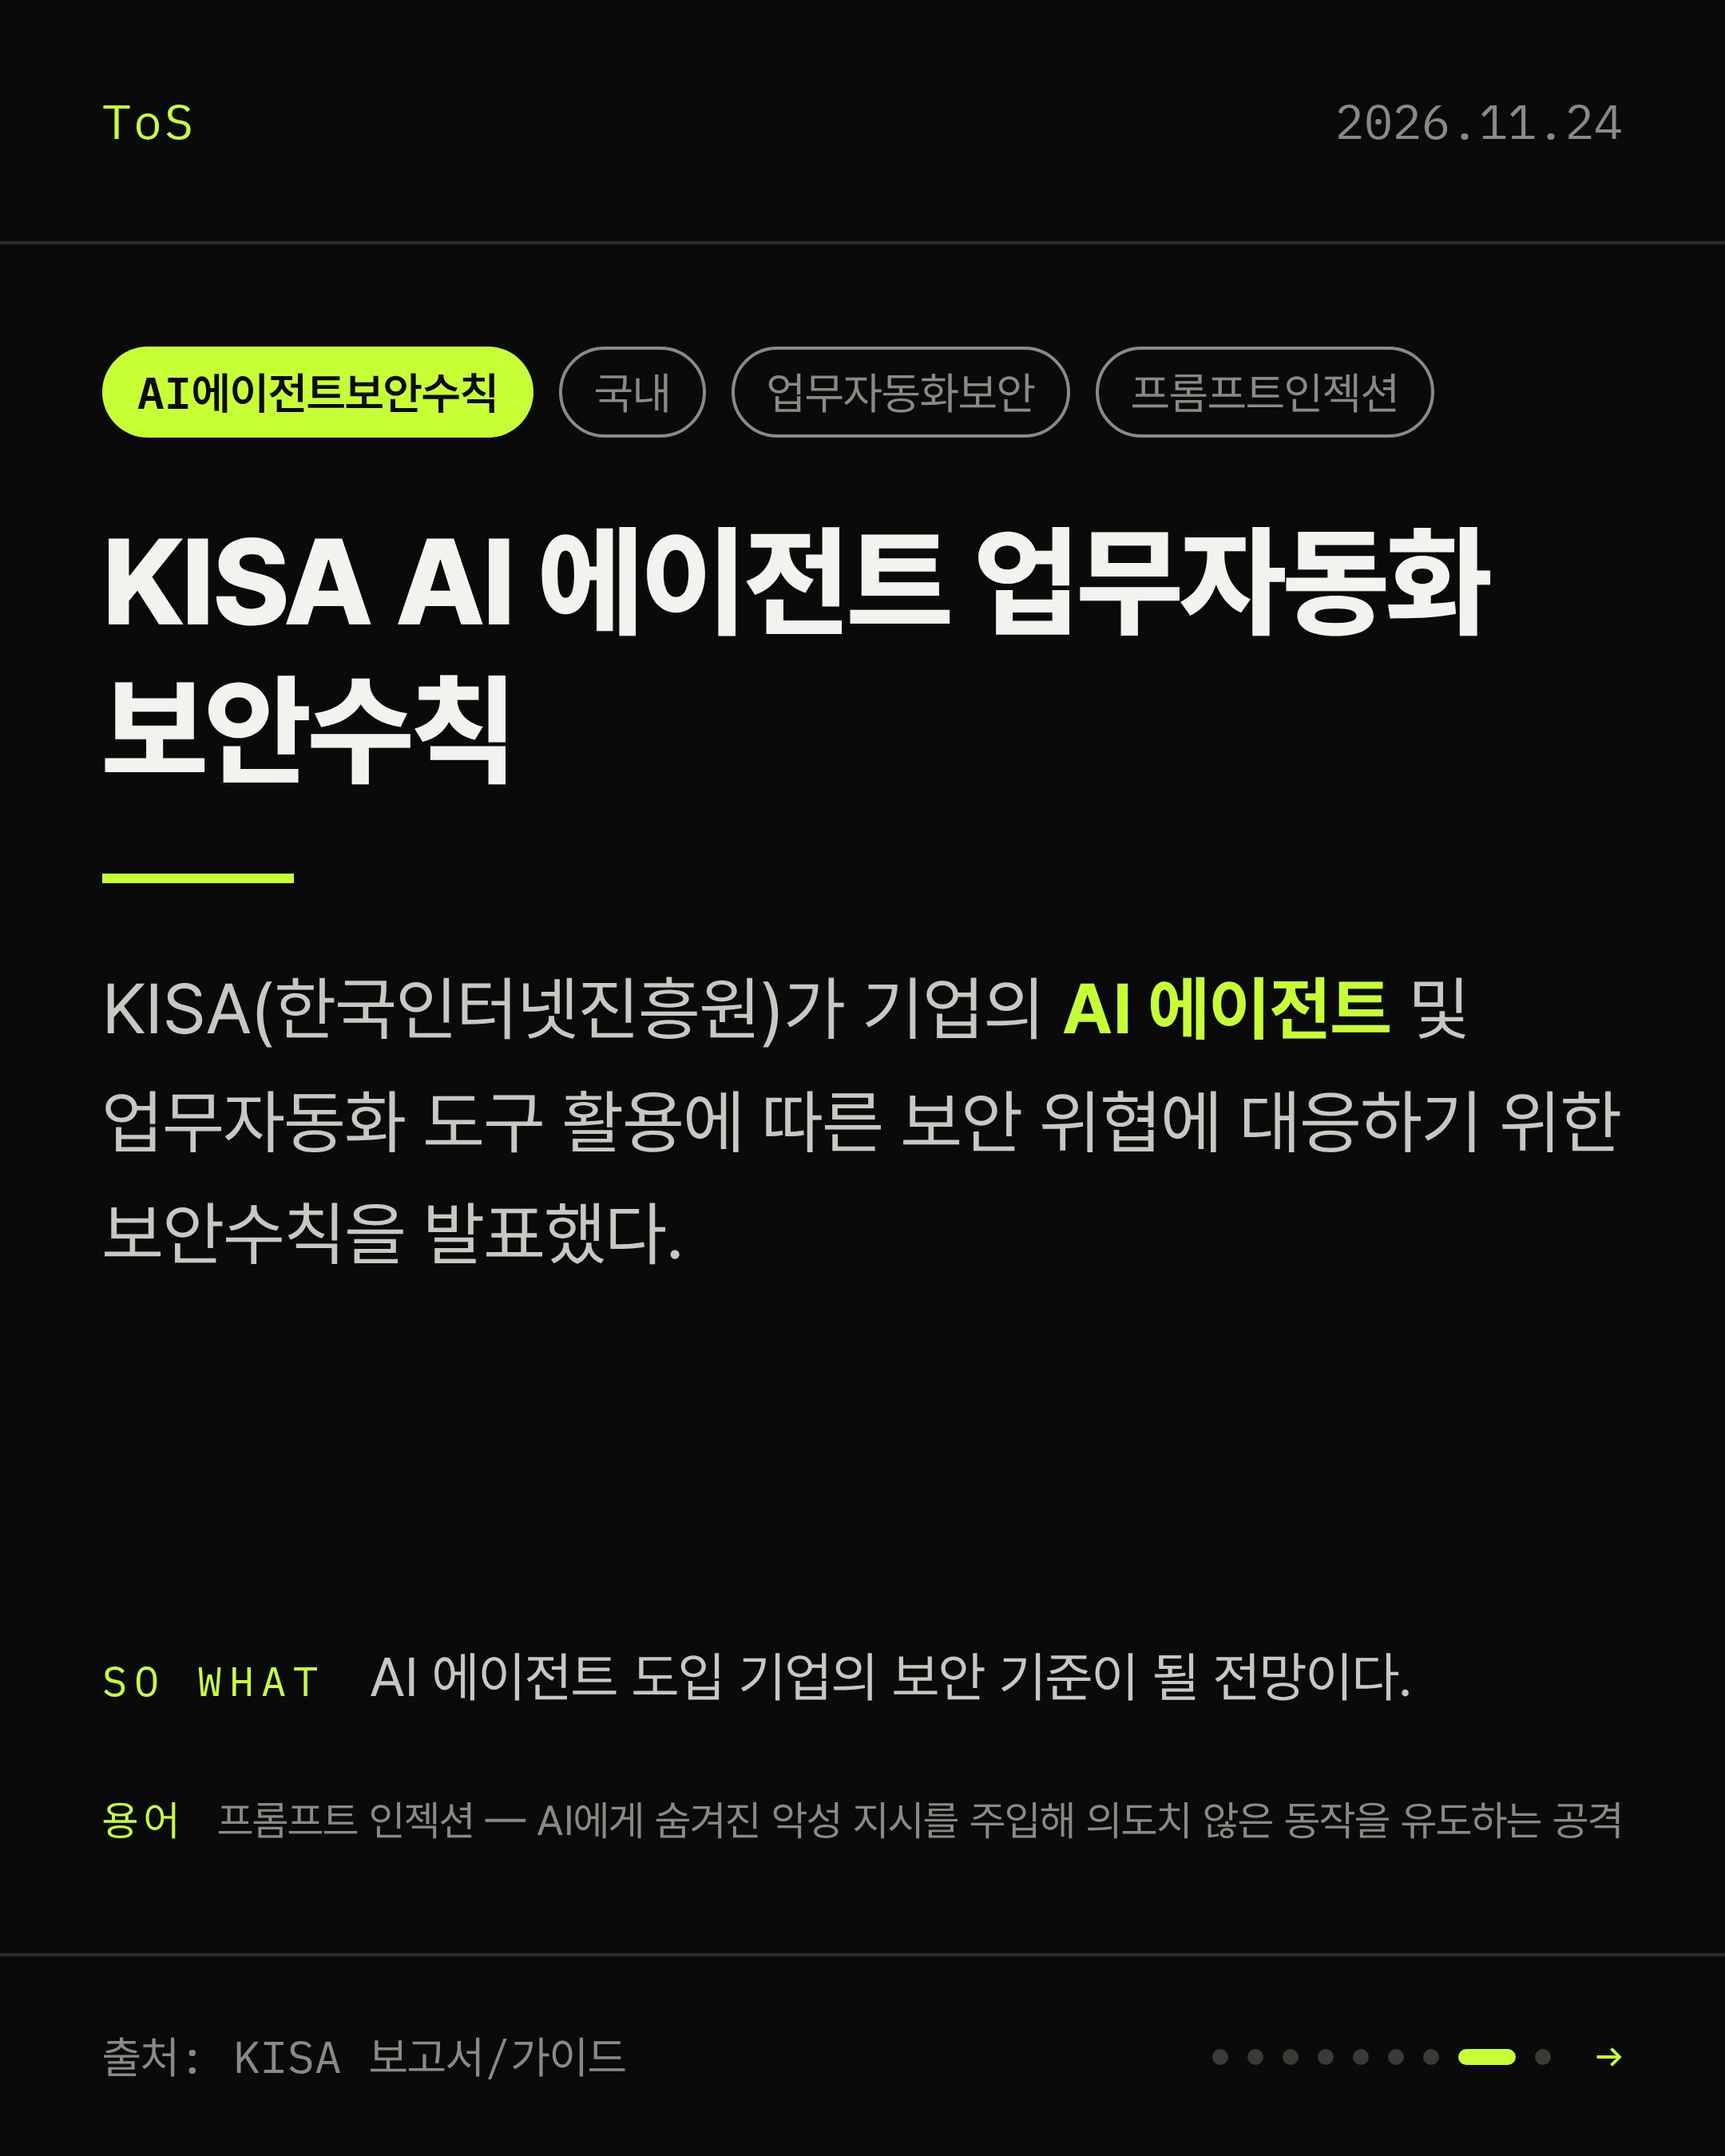 ToS
2026.11.24
AI에이전트보안수칙 국내 업무자동화보안 프롬프트인젝션
KISA AI 에이전트 업무자동화
보안수칙
KISA(한국인터넷진흥원)가 기업의 AI 에이전트 및
업무자동화 도구 활용에 따른 보안 위협에 대응하기 위한
보안수칙을 발표했다.
SO WHAT AI 에이전트 도입 기업의 보안 기준이 될 전망이다.
용어 프롬프트 인젝션 — AI에게 숨겨진 악성 지시를 주입해 의도치 않은 동작을 유도하는 공격
출처: KISA 보고서/가이드
→